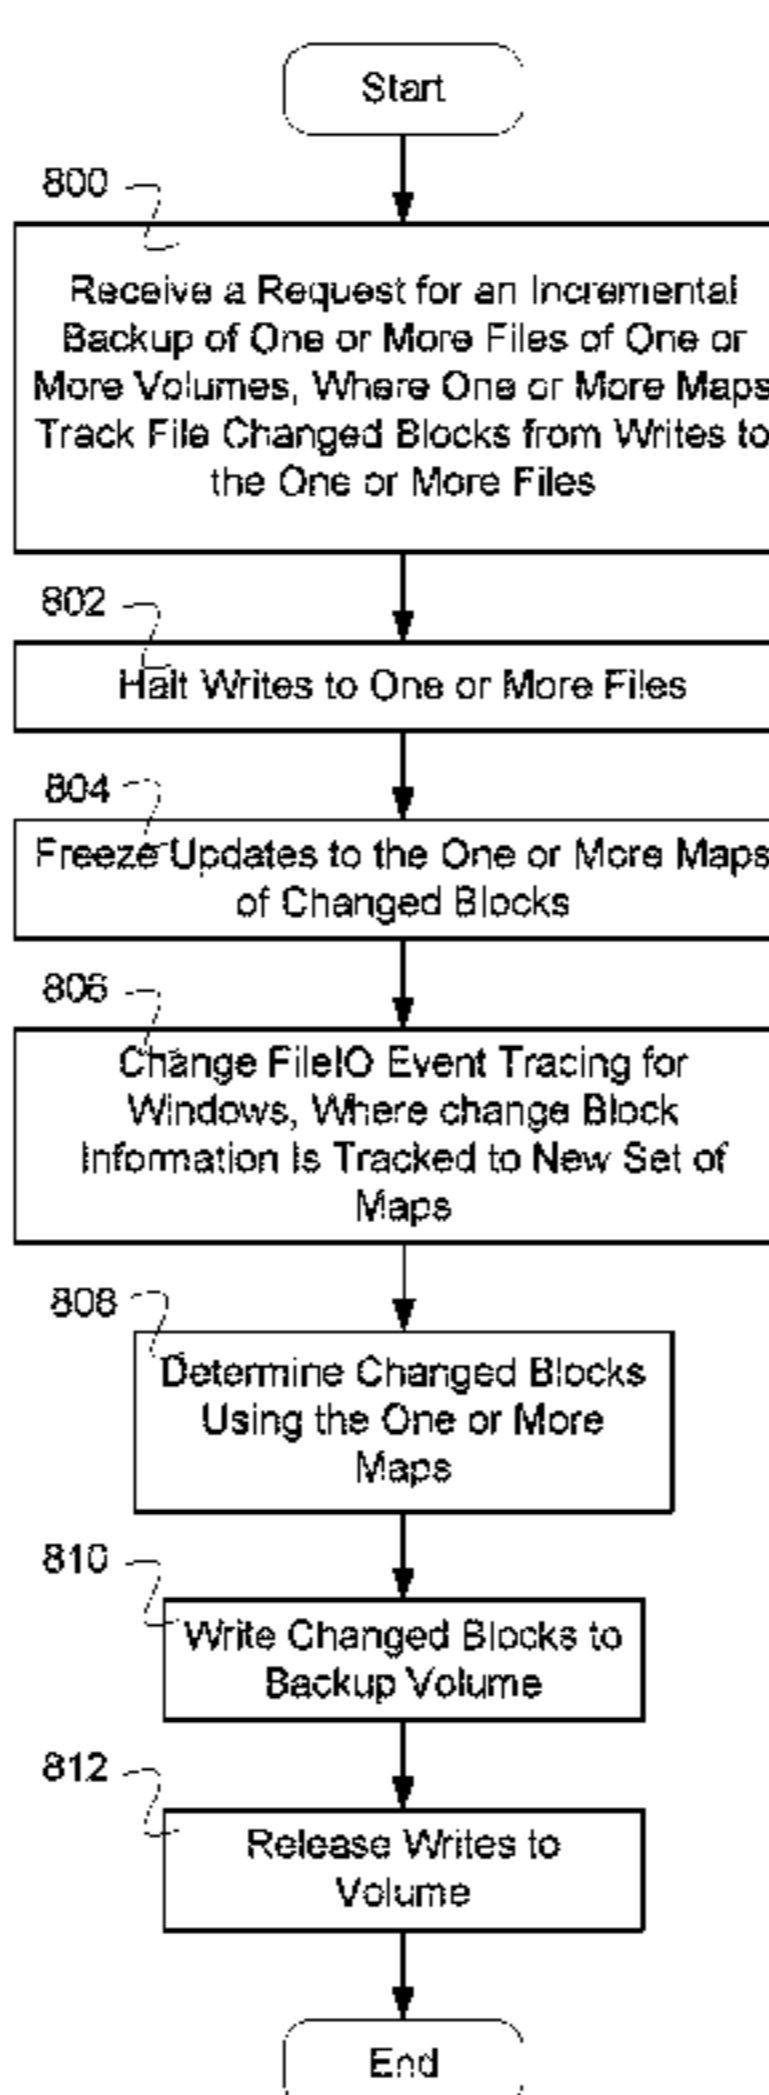 Start
800
Receive a Request for an Incremental
Backup of One or More Files of One or
More Volumes, Where One or More Maps
Track File Changed Blocks from Writes to
the One or More Files
802
Halt Writes to One or More Files
804
Freeze Updates to the One or More Maps
of Changed Blocks
806
Change FileIO Event Tracing for
Windows, Where change Block
Information Is Tracked to New Set of
Maps
808
Determine Changed Blocks
Using the One or More
Maps
810
Write Changed Blocks to
Backup Volume
812
Release Writes to
Volume
End